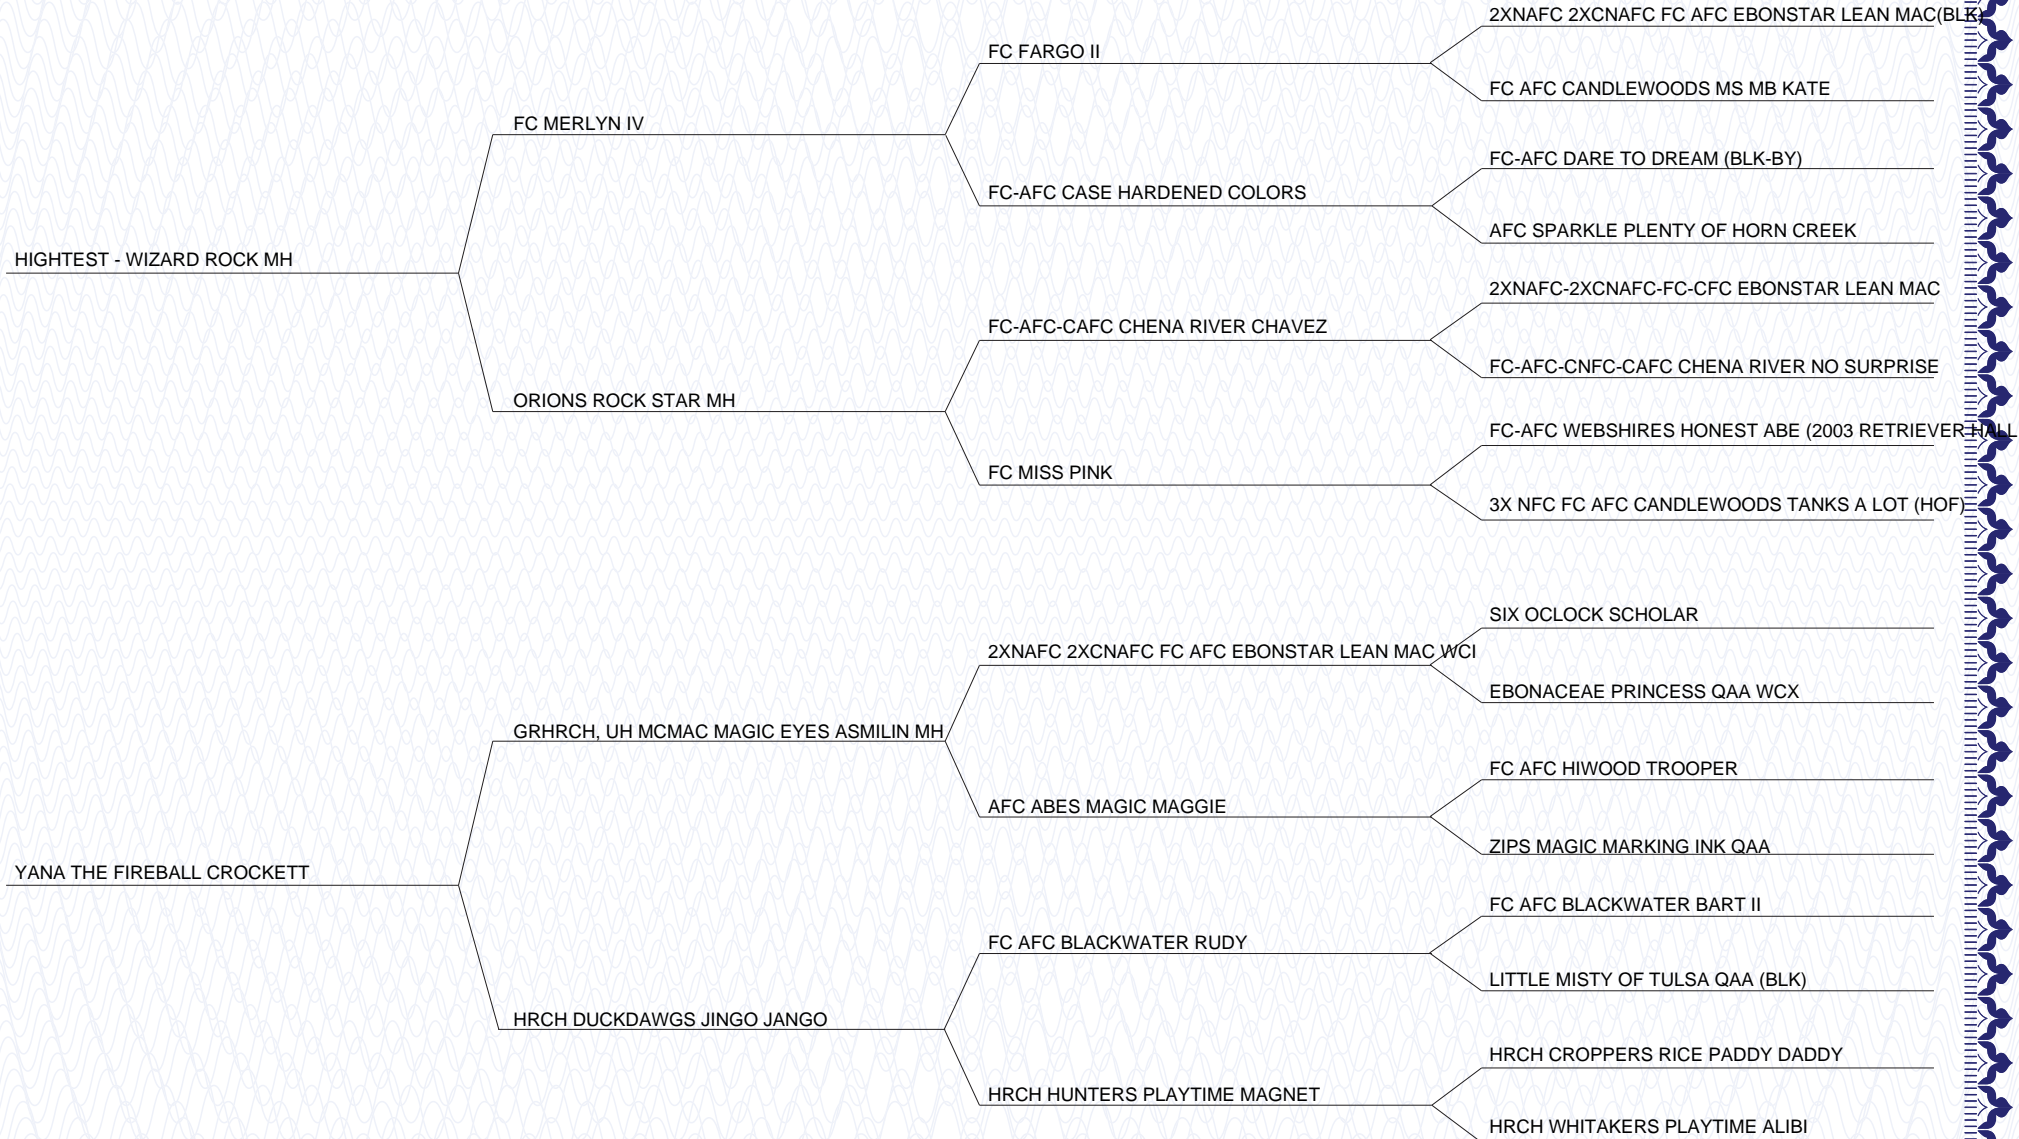 2XNAFC 2XCNAFC FC AFC EBONSTAR LEAN MAC(BLK)
FC FARGO II
FC AFC CANDLEWOODS MS MB KATE
FC MERLYN IV
FC-AFC DARE TO DREAM (BLK-BY)
FC-AFC CASE HARDENED COLORS
AFC SPARKLE PLENTY OF HORN CREEK
HIGHTEST - WIZARD ROCK MH
2XNAFC-2XCNAFC-FC-CFC EBONSTAR LEAN MAC
FC-AFC-CAFC CHENA RIVER CHAVEZ
FC-AFC-CNFC-CAFC CHENA RIVER NO SURPRISE
ORIONS ROCK STAR MH
FC-AFC WEBSHIRES HONEST ABE (2003 RETRIEVER HALL
FC MISS PINK
3X NFC FC AFC CANDLEWOODS TANKS A LOT (HOF)
SIX OCLOCK SCHOLAR
2XNAFC 2XCNAFC FC AFC EBONSTAR LEAN MAC WCI
EBONACEAE PRINCESS QAA WCX
GRHRCH, UH MCMAC MAGIC EYES ASMILIN MH
FC AFC HIWOOD TROOPER
AFC ABES MAGIC MAGGIE
ZIPS MAGIC MARKING INK QAA
YANA THE FIREBALL CROCKETT
FC AFC BLACKWATER BART II
FC AFC BLACKWATER RUDY
LITTLE MISTY OF TULSA QAA (BLK)
HRCH DUCKDAWGS JINGO JANGO
HRCH CROPPERS RICE PADDY DADDY
HRCH HUNTERS PLAYTIME MAGNET
HRCH WHITAKERS PLAYTIME ALIBI